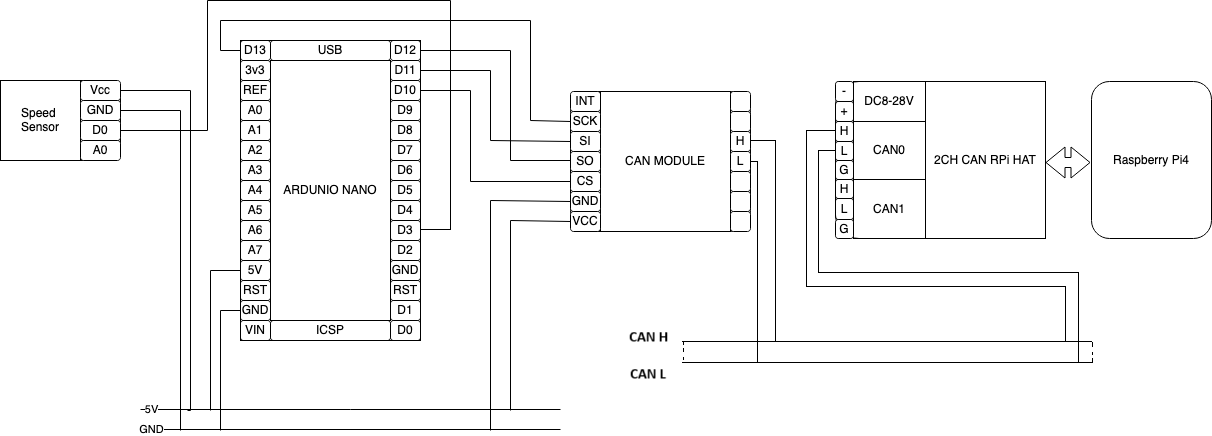 Speed
Sensor
Vcc
GND
D0
A0
D13
USB
D12
3v3
D11
REF
D10
A0
D9
A1
D8
A2
D7
A3
D6
A4
ARDUNIO NANO
D5
A5
D4
A6
D3
A7
D2
5V
GND
RST
RST
GND
D1
VIN
ICSP
D0
INT
SCK
SI
SO
CS
GND
VCC
CAN MODULE
H
L
-
+
H
L
G
H
L
G
DC8-28V
CAN0
CAN1
2CH CAN RPi HAT
Raspberry Pi4
CAN H
CAN L
-5V
GND